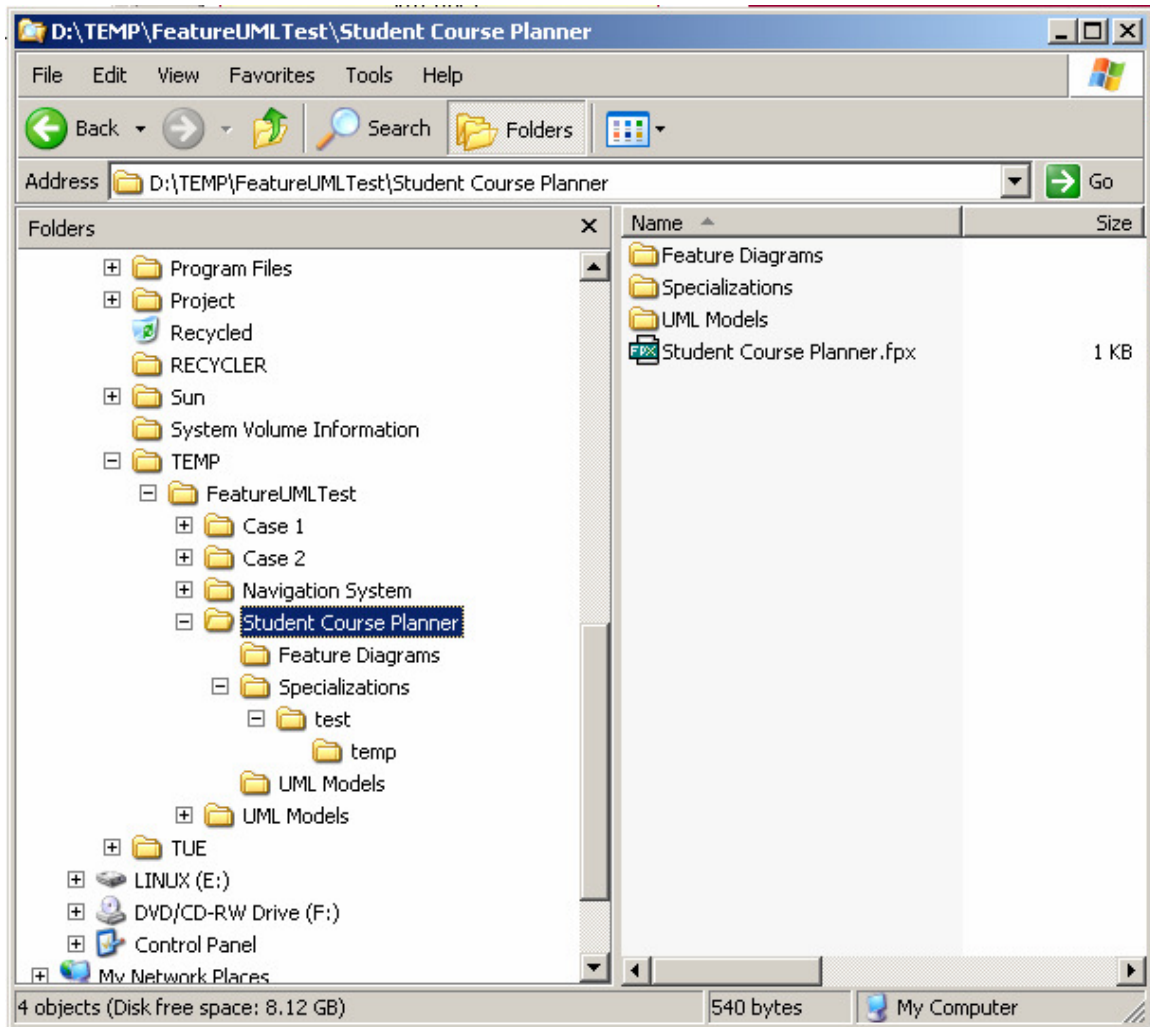 D:\TEMP\FeatureUMLTest\Student Course Planner
File Edit View Favorites Tools Help
Back Search Folders
Address D:\TEMP\FeatureUMLTest\Student Course Planner Go
Folders
Program Files
Project
Recycled
RECYCLER
Sun
System Volume Information
TEMP
FeatureUMLTest
Case 1
Case 2
Navigation System
Student Course Planner
Feature Diagrams
Specializations
test
temp
UML Models
UML Models
TUE
LINUX (E:)
DVD/CD-RW Drive (F:)
Control Panel
My Network Places
Name Size
Feature Diagrams
Specializations
UML Models
FPX Student Course Planner.fpx 1 KB
4 objects (Disk free space: 8.12 GB) 540 bytes My Computer